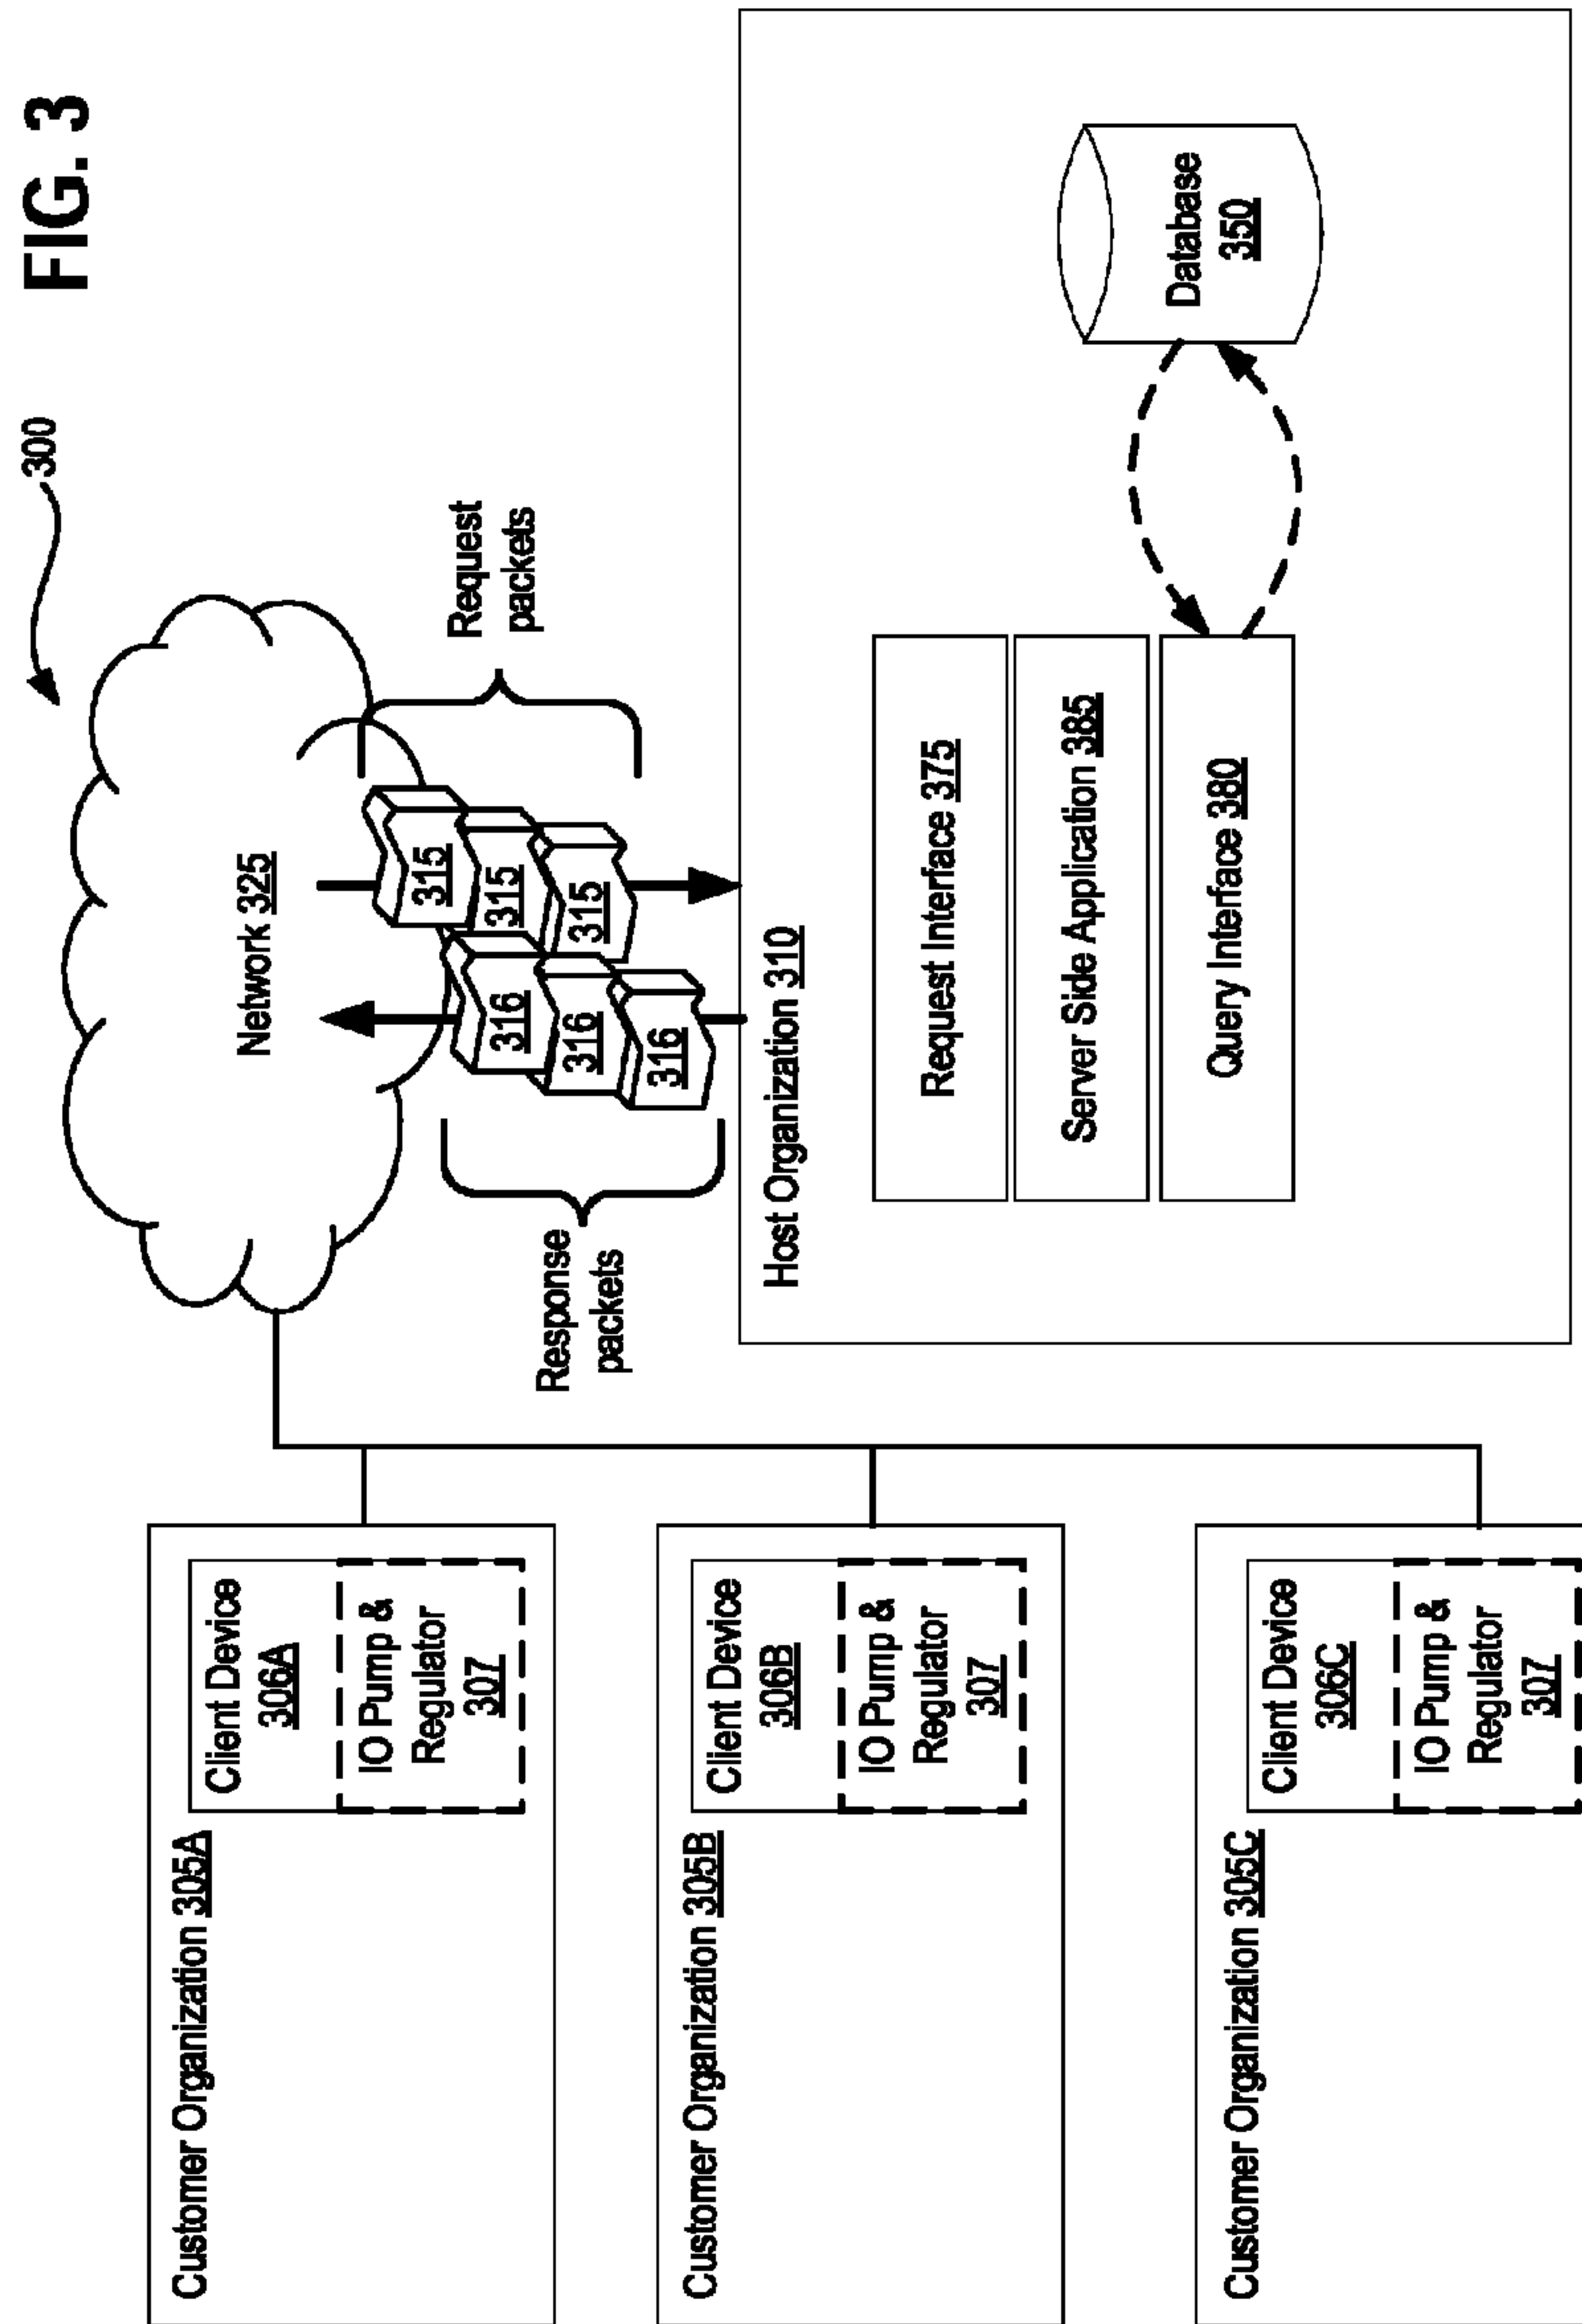 FIG. 3
300
Network 325
Request
packets
315
315
315
316
316
316
Response
packets
Customer Organization 305A
Client Device
306A
IO Pump &
Regulator
307
Customer Organization 305B
Client Device
306B
IO Pump &
Regulator
307
Customer Organization 305C
Client Device
306C
IO Pump &
Regulator
307
Host Organization 310
Request Interface 375
Server Side Application 385
Query Interface 380
Database
350